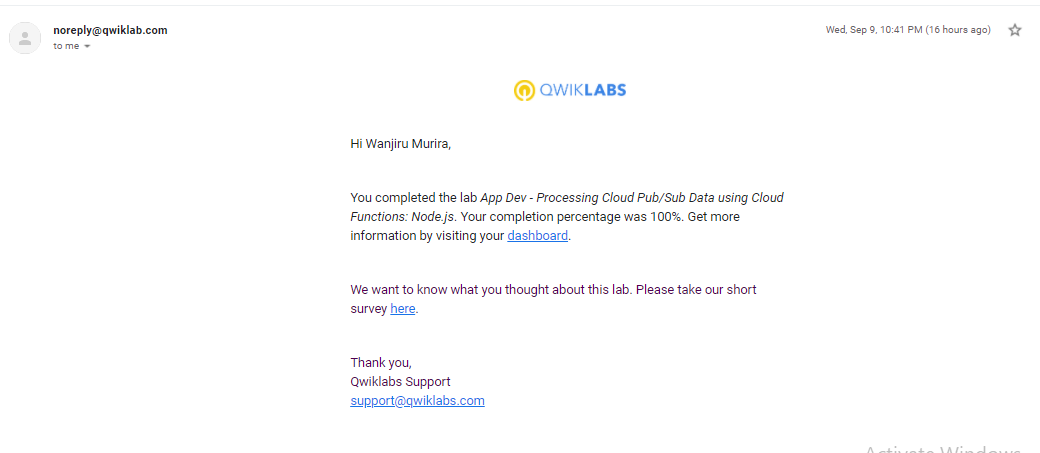 noreply@qwiklab.com
Wed, Sep 9, 10:41 PM (16 hours ago)
to me
QWIKLABS
Hi Wanjiru Murira,
You completed the lab App Dev - Processing Cloud Pub/Sub Data using Cloud
Functions: Node.js. Your completion percentage was 100%. Get more
information by visiting your dashboard.
We want to know what you thought about this lab. Please take our short
survey here.
Thank you,
Qwiklabs Support
support@qwiklabs.com
Activate Windows